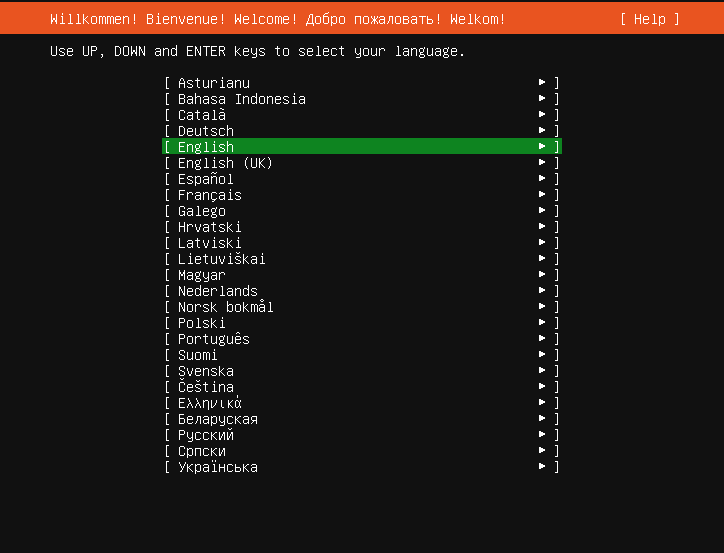 Willkommen! Bienvenue! Welcome! Добро пожаловать! Welkom! [ Help ]
Use UP, DOWN and ENTER keys to select your language.
[ Asturianu ► ]
[ Bahasa Indonesia ► ]
[ Català ► ]
[ Deutsch ► ]
[ English ► ]
[ English (UK) ► ]
[ Español ► ]
[ Français ► ]
[ Galego ► ]
[ Hrvatski ► ]
[ Latviski ► ]
[ Lietuviškai ► ]
[ Magyar ► ]
[ Nederlands ► ]
[ Norsk bokmål ► ]
[ Polski ► ]
[ Português ► ]
[ Suomi ► ]
[ Svenska ► ]
[ Čeština ► ]
[ Ελληνικά ► ]
[ Беларуская ► ]
[ Русский ► ]
[ Српски ► ]
[ Українська ► ]